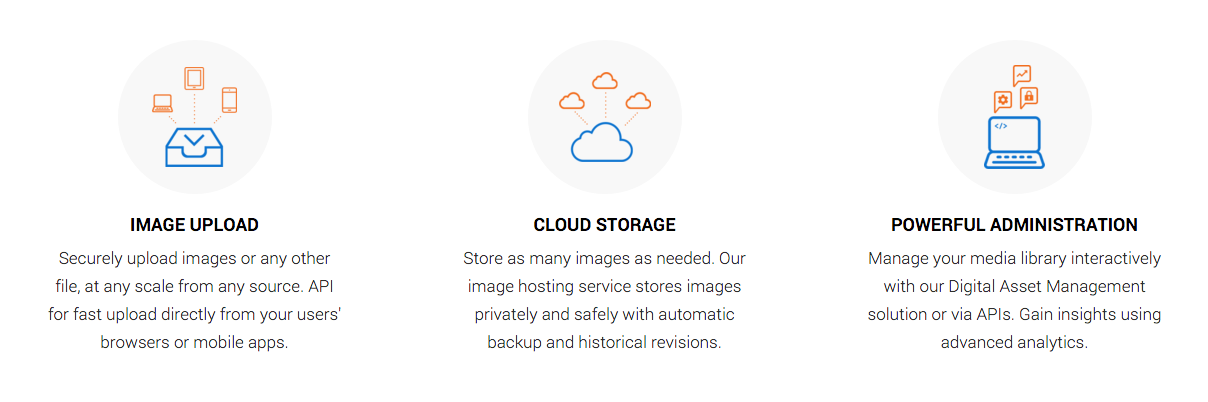 IMAGE UPLOAD
Securely upload images or any other
file, at any scale from any source. API
for fast upload directly from your users'
browsers or mobile apps.
CLOUD STORAGE
Store as many images as needed. Our
image hosting service stores images
privately and safely with automatic
backup and historical revisions.
</>
POWERFUL ADMINISTRATION
Manage your media library interactively
with our Digital Asset Management
solution or via APIs. Gain insights using
advanced analytics.